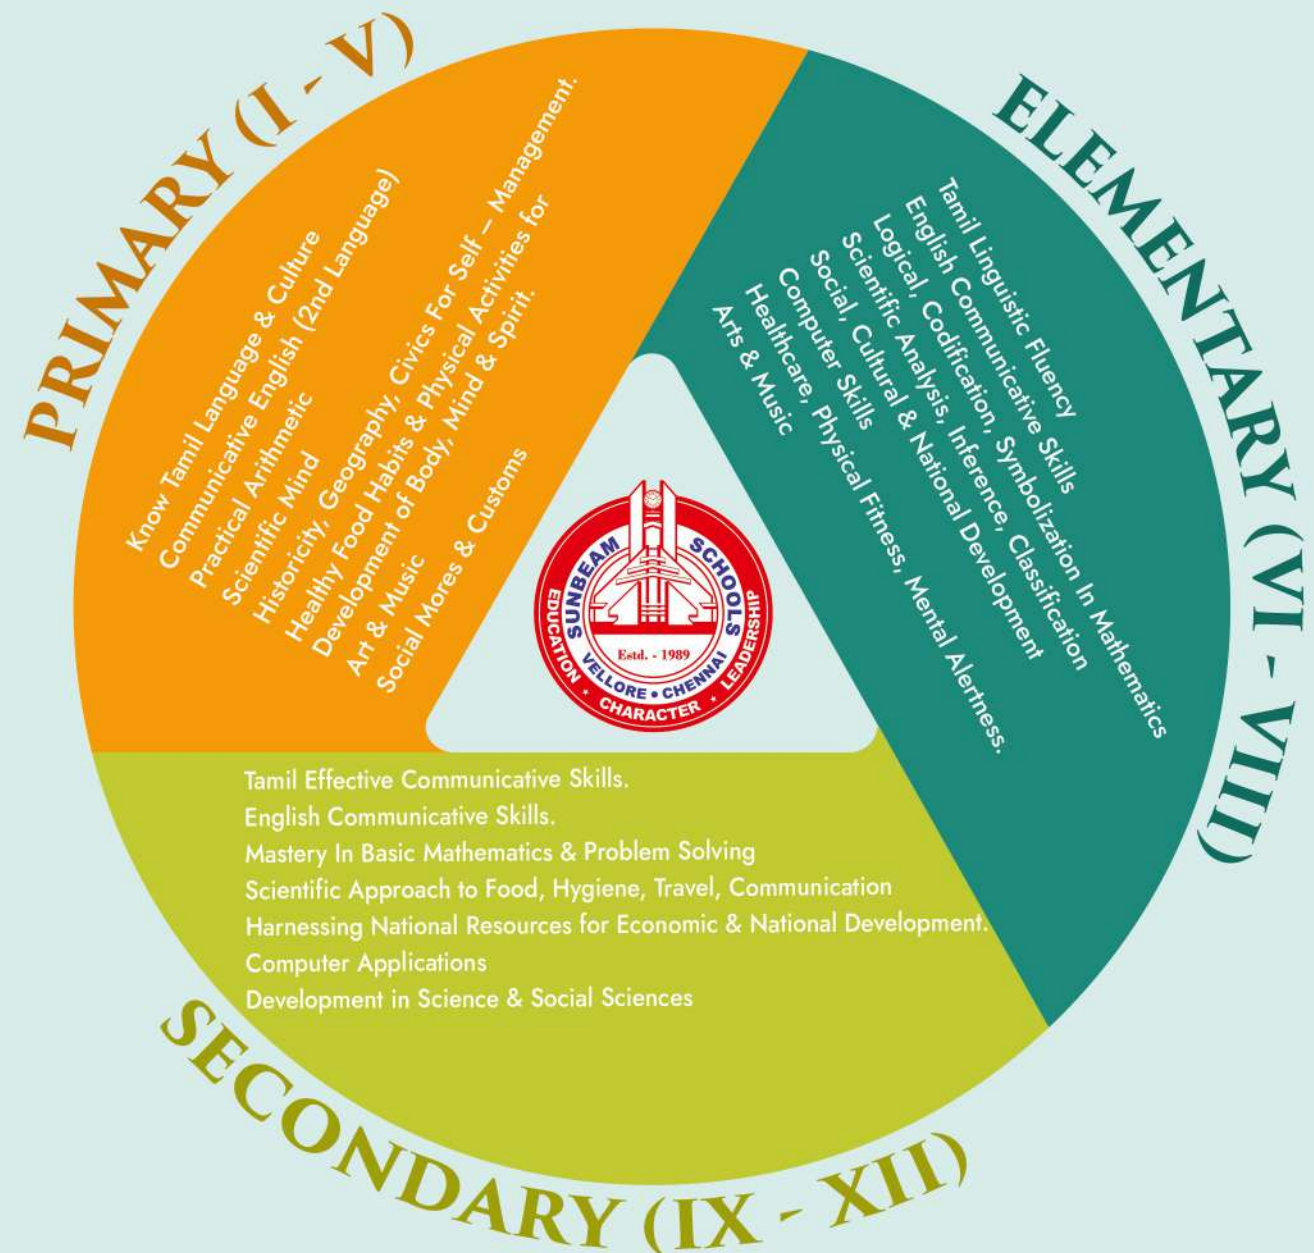 PRIMARY (I - V)
Know Tamil Language & Culture
Communicative English (2nd Language)
Practical Arithmetic
Scientific Mind
Historicity, Geography, Civics For Self – Management.
Healthy Food Habits & Physical Activities for
Development of Body, Mind & Spirit.
Art & Music
Social Mores & Customs
ELEMENTARY (VI - VIII)
Tamil Linguistic Fluency
English Communicative Skills
Logical, Codification, Symbolization In Mathematics
Scientific Analysis, Inference, Classification
Social, Cultural & National Development
Computer Skills
Healthcare, Physical Fitness, Mental Alertness.
Arts & Music
SUNBEAM SCHOOLS
Estd. - 1989
VELLORE • CHENNAI
EDUCATION * CHARACTER * LEADERSHIP
Tamil Effective Communicative Skills.
English Communicative Skills.
Mastery In Basic Mathematics & Problem Solving
Scientific Approach to Food, Hygiene, Travel, Communication
Harnessing National Resources for Economic & National Development.
Computer Applications
Development in Science & Social Sciences
SECONDARY (IX - XII)